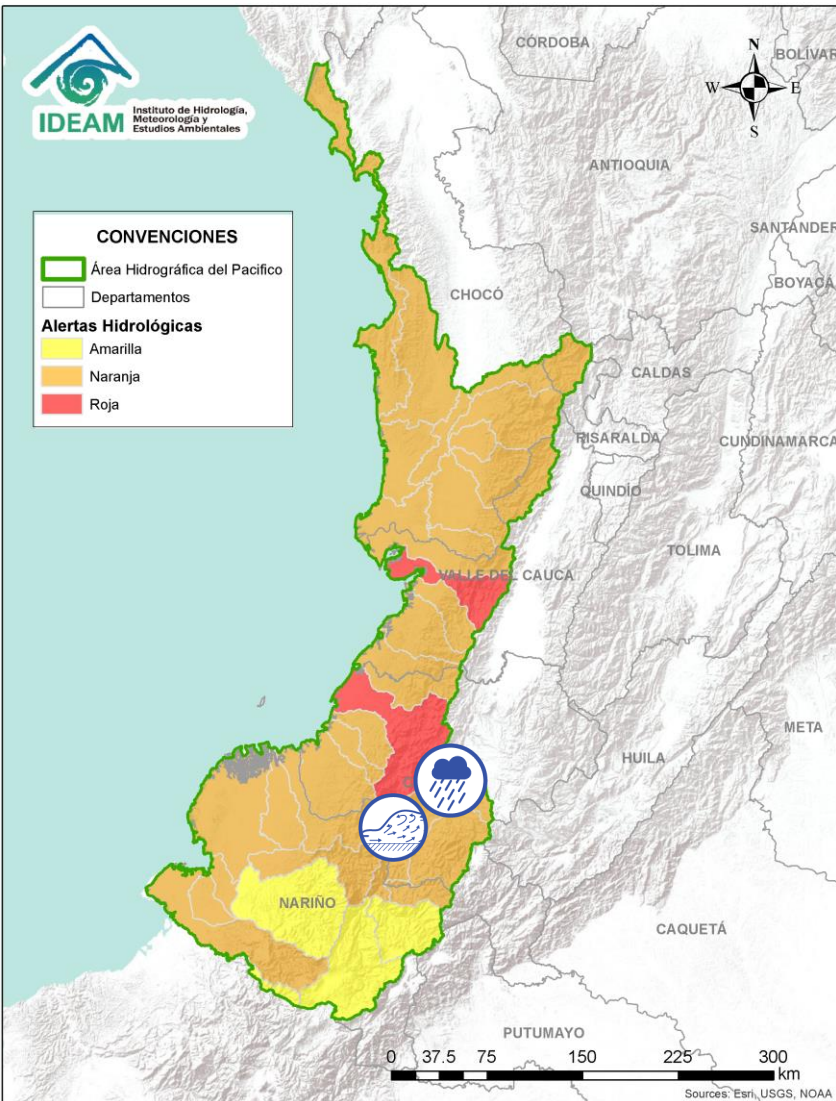 IDEAM
Instituto de Hidrología,
Meteorología y
Estudios Ambientales
CÓRDOBA
BOLIVAR
N
W
E
S
ANTIOQUIA
SANTANDER
BOYACÁ
CONVENCIONES
Área Hidrográfica del Pacifico
Departamentos
Alertas Hidrológicas
Amarilla
Naranja
Roja
CHOCÓ
CALDAS
RISARALDA
CUNDINAMARCA
QUINDÍO
TOLIMA
VALLE DEL CAUCA
META
HUILA
NARIÑO
CAQUETÁ
PUTUMAYO
0 37.5 75 150 225 300
km
Sources: Esri, USGS, NOAA